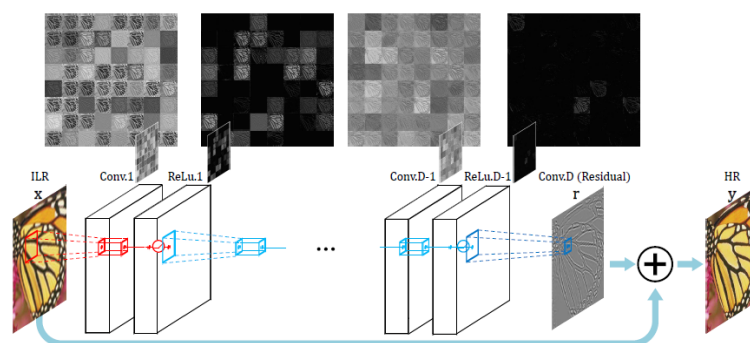 ILR
x
Conv.1
ReLu.1
Conv.D-1
ReLu.D-1
Conv.D (Residual)
r
HR
y
...
+